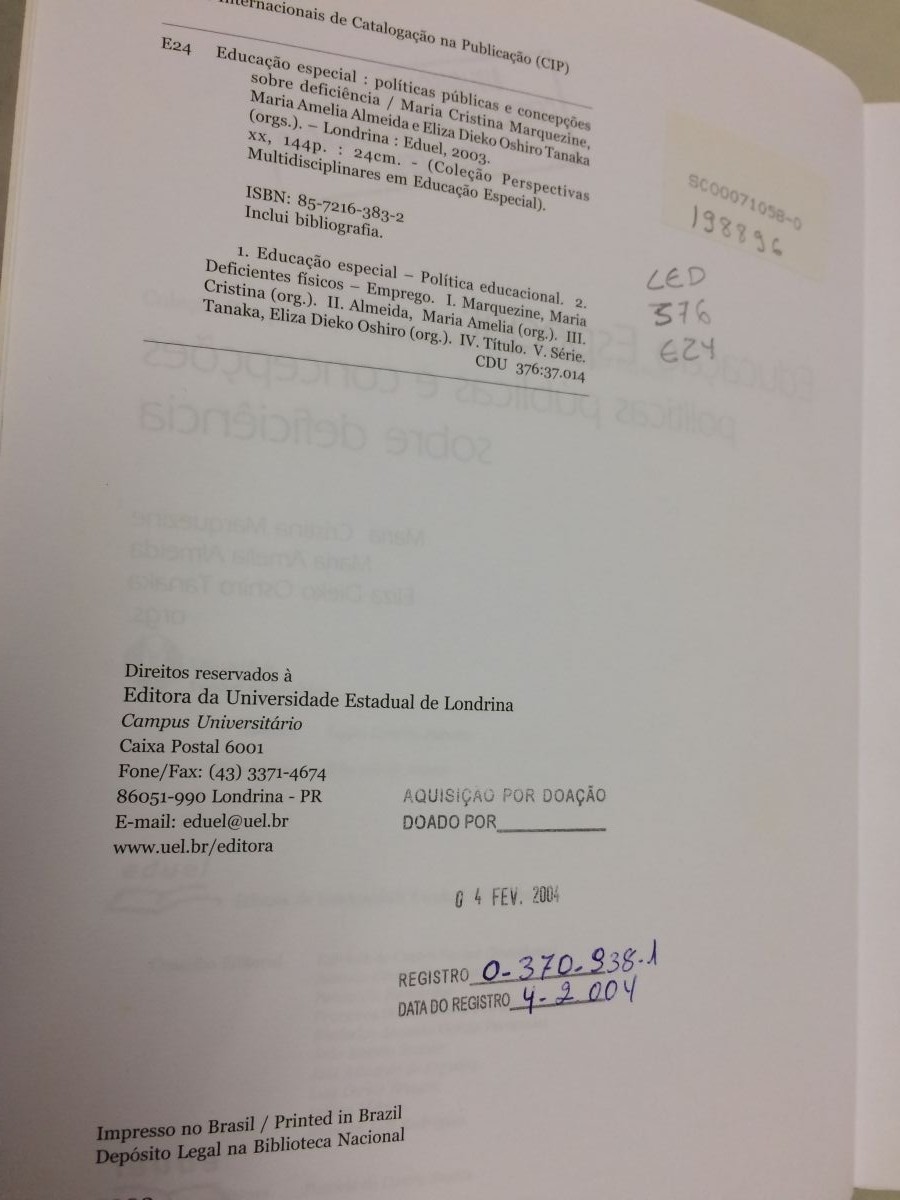 Internacionais de Catalogação na Publicação (CIP)
E24 Educação especial : políticas públicas e concepções
sobre deficiência / Maria Cristina Marquezine,
Maria Amelia Almeida e Eliza Dieko Oshiro Tanaka
(orgs.). – Londrina : Eduel, 2003.
xx, 144p. : 24cm. - (Coleção Perspectivas
Multidisciplinares em Educação Especial).
ISBN: 85-7216-383-2
Inclui bibliografia.
1. Educação especial – Política educacional. 2.
Deficientes físicos – Emprego. I. Marquezine, Maria
Cristina (org.). II. Almeida, Maria Amelia (org.). III.
Tanaka, Eliza Dieko Oshiro (org.). IV. Título. V. Série.
CDU 376:37.014
SC00071058-0
198896
LED
376
E24
Direitos reservados à
Editora da Universidade Estadual de Londrina
Campus Universitário
Caixa Postal 6001
Fone/Fax: (43) 3371-4674
86051-990 Londrina - PR
E-mail: eduel@uel.br
www.uel.br/editora
AQUISIÇÃO POR DOAÇÃO
DOADO POR
0 4 FEV. 2004
REGISTRO 0-370.938-1
DATA DO REGISTRO 4-2 004
Impresso no Brasil / Printed in Brazil
Depósito Legal na Biblioteca Nacional